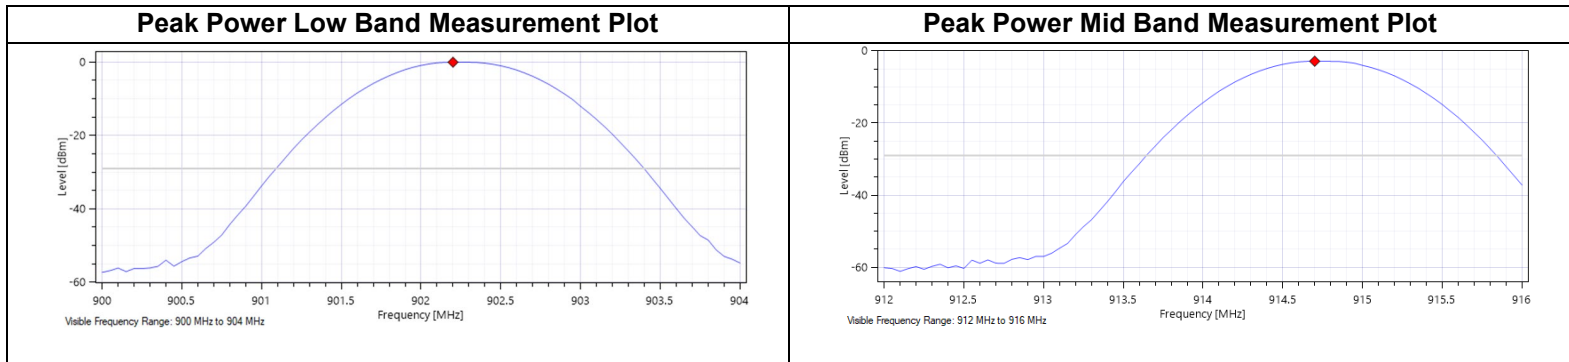 Peak Power Low Band Measurement Plot
Peak Power Mid Band Measurement Plot
Level [dBm]
0
-20
-40
-60
900 900.5 901 901.5 902 902.5 903 903.5 904
Frequency [MHz]
Visible Frequency Range: 900 MHz to 904 MHz
Level [dBm]
0
-20
-40
-60
912 912.5 913 913.5 914 914.5 915 915.5 916
Frequency [MHz]
Visible Frequency Range: 912 MHz to 916 MHz